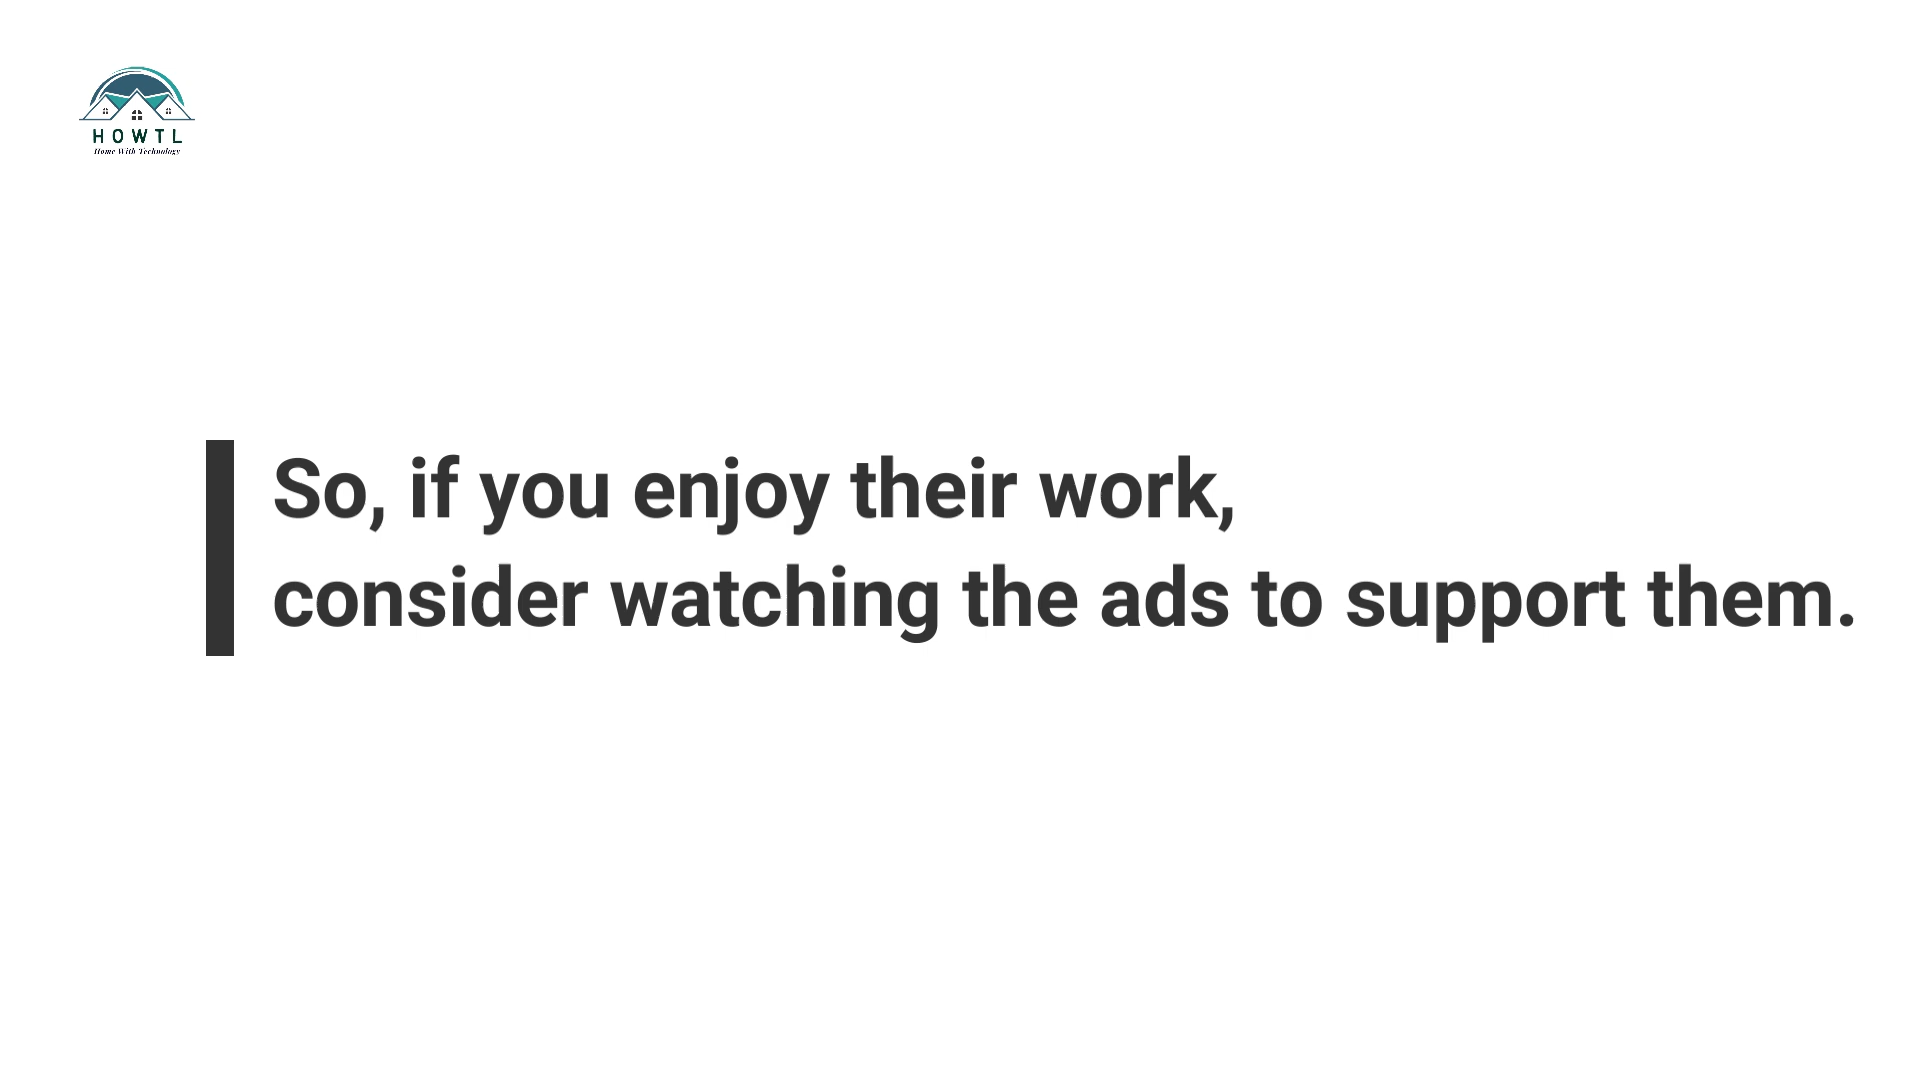 HOWTL
Home With Technology
So, if you enjoy their work,
consider watching the ads to support them.